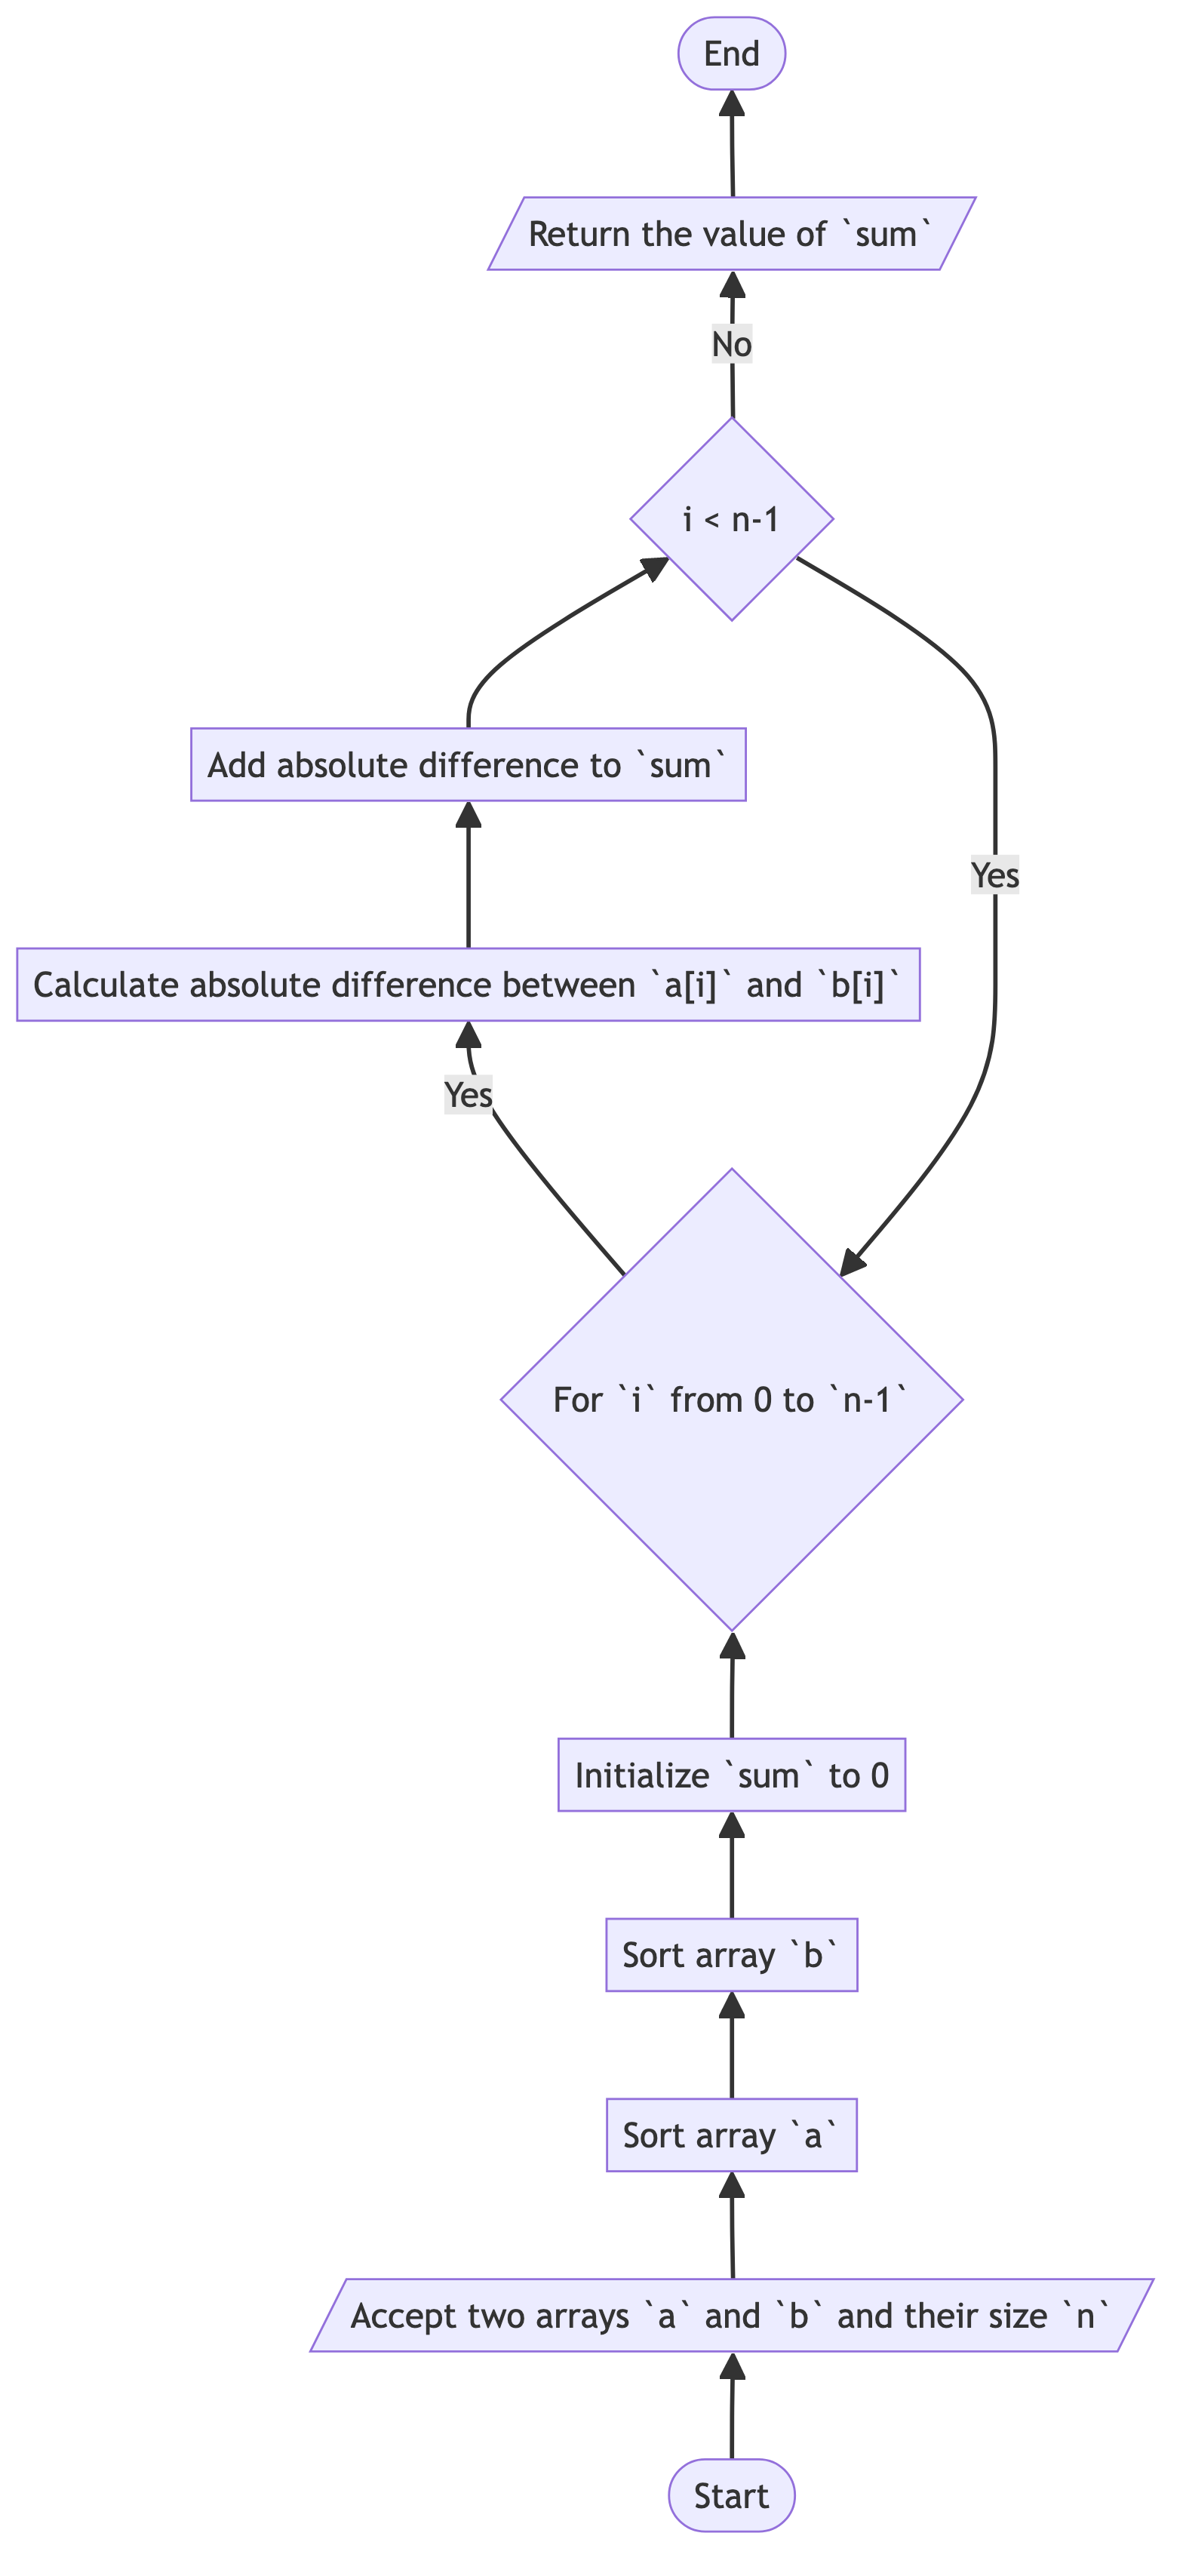 End
Return the value of `sum`
No
i < n-1
Add absolute difference to `sum`
Yes
Calculate absolute difference between `a[i]` and `b[i]`
Yes
For `i` from 0 to `n-1`
Initialize `sum` to 0
Sort array `b`
Sort array `a`
Accept two arrays `a` and `b` and their size `n`
Start